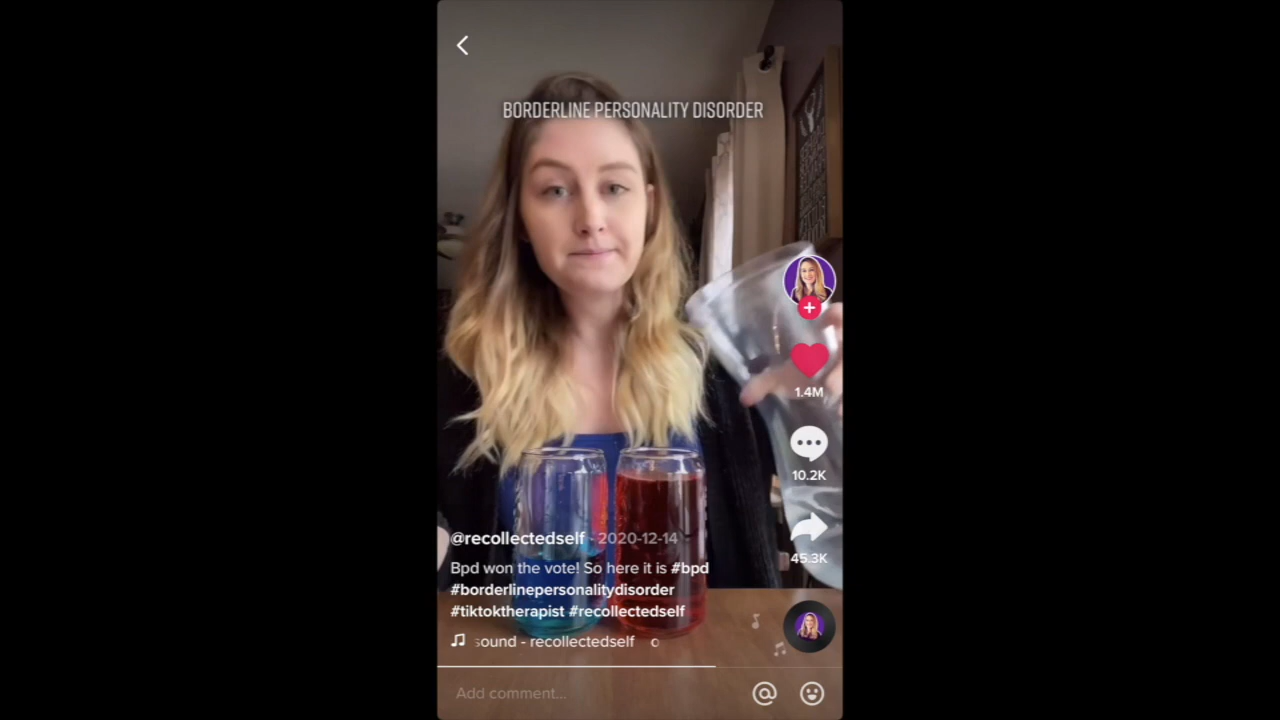 BORDERLINE PERSONALITY DISORDER
1.4M
10.2K
45.3K
@recollectedself · 2020-12-14
Bpd won the vote! So here it is #bpd
#borderlinepersonalitydisorder
#tiktoktherapist #recollectedself
sound - recollectedself
Add comment...